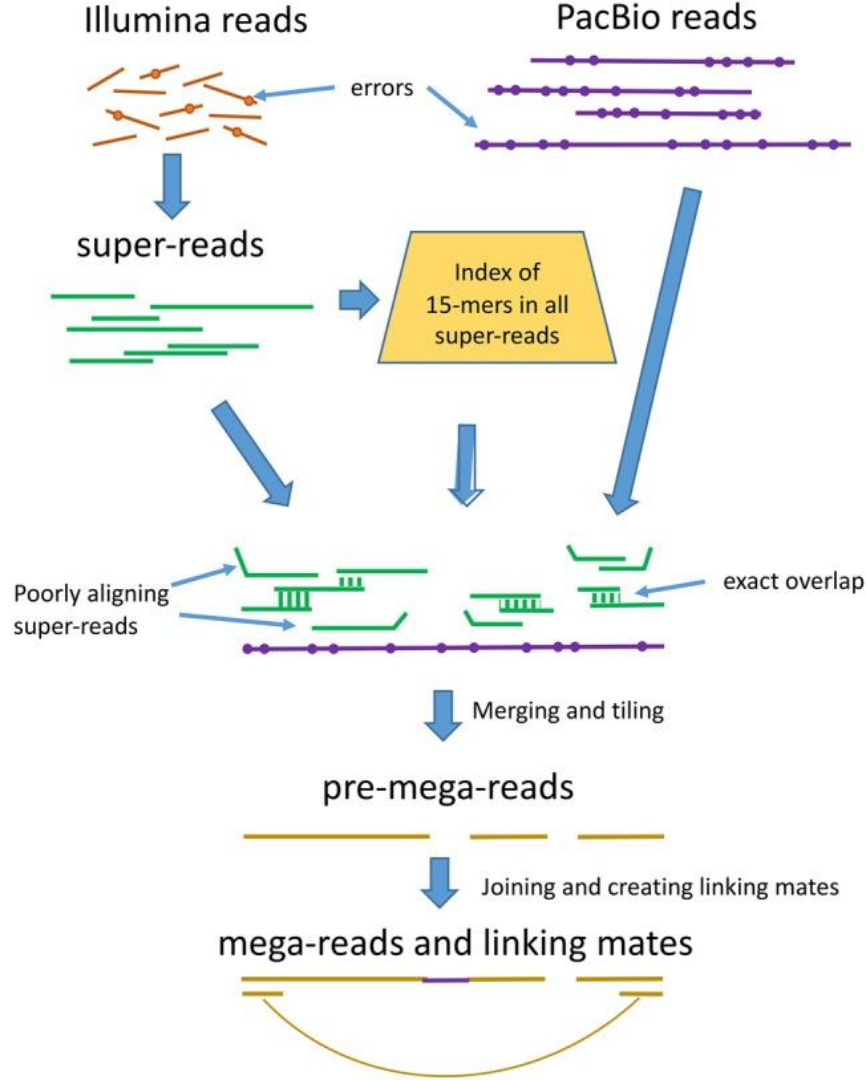 Illumina reads
PacBio reads
errors
super-reads
Index of
15-mers in all
super-reads
Poorly aligning
super-reads
exact overlap
Merging and tiling
pre-mega-reads
Joining and creating linking mates
mega-reads and linking mates